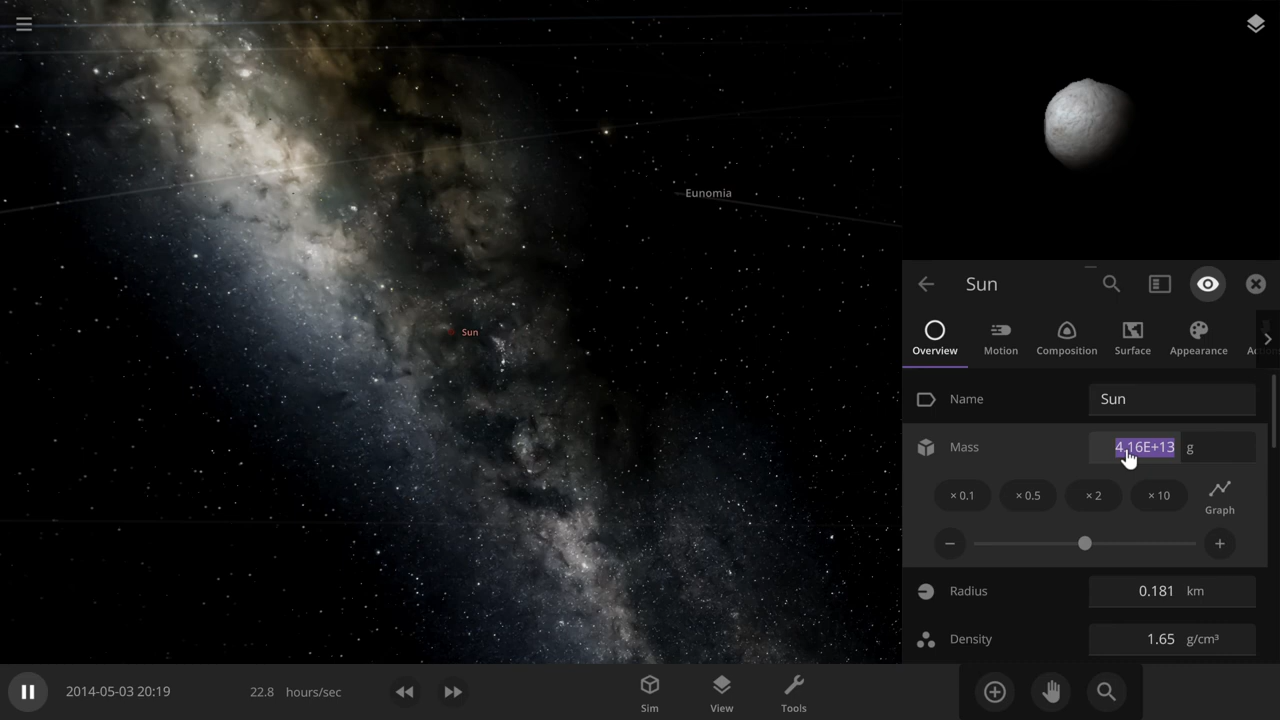 Eunomia
Sun
Sun
Overview
Motion
Composition
Surface
Appearance
Name
Sun
Mass
4.16E+13 g
× 0.1
× 0.5
× 2
× 10
Graph
Radius
0.181 km
Density
1.65 g/cm³
2014-05-03 20:19
22.8 hours/sec
Sim
View
Tools